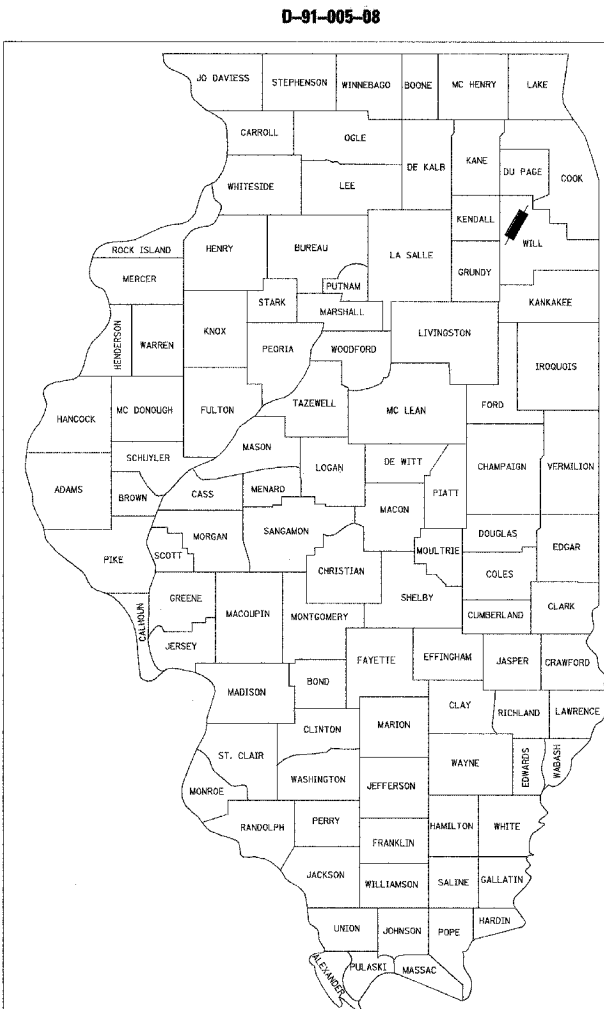 D-91-005-08
JO DAVIESS
STEPHENSON
WINNEBAGO
BOONE
MC HENRY
LAKE
CARROLL
OGLE
DE KALB
KANE
DU PAGE
COOK
WHITESIDE
LEE
KENDALL
WILL
ROCK ISLAND
HENRY
BUREAU
LA SALLE
GRUNDY
MERCER
PUTNAM
STARK
MARSHALL
KANKAKEE
HENDERSON
WARREN
KNOX
PEORIA
WOODFORD
LIVINGSTON
IROQUOIS
HANCOCK
MC DONOUGH
FULTON
TAZEWELL
MC LEAN
FORD
SCHUYLER
MASON
LOGAN
DE WITT
CHAMPAIGN
VERMILION
ADAMS
BROWN
CASS
MENARD
PIATT
MACON
PIKE
SCOTT
MORGAN
SANGAMON
CHRISTIAN
MOULTRIE
DOUGLAS
EDGAR
COLES
CALHOUN
GREENE
MACOUPIN
MONTGOMERY
SHELBY
CUMBERLAND
CLARK
JERSEY
FAYETTE
EFFINGHAM
JASPER
CRAWFORD
MADISON
BOND
CLAY
RICHLAND
LAWRENCE
CLINTON
MARION
ST. CLAIR
WAYNE
EDWARDS
WABASH
MONROE
WASHINGTON
JEFFERSON
RANDOLPH
PERRY
HAMILTON
WHITE
FRANKLIN
JACKSON
WILLIAMSON
SALINE
GALLATIN
UNION
JOHNSON
POPE
HARDIN
ALEXANDER
PULASKI
MASSAC